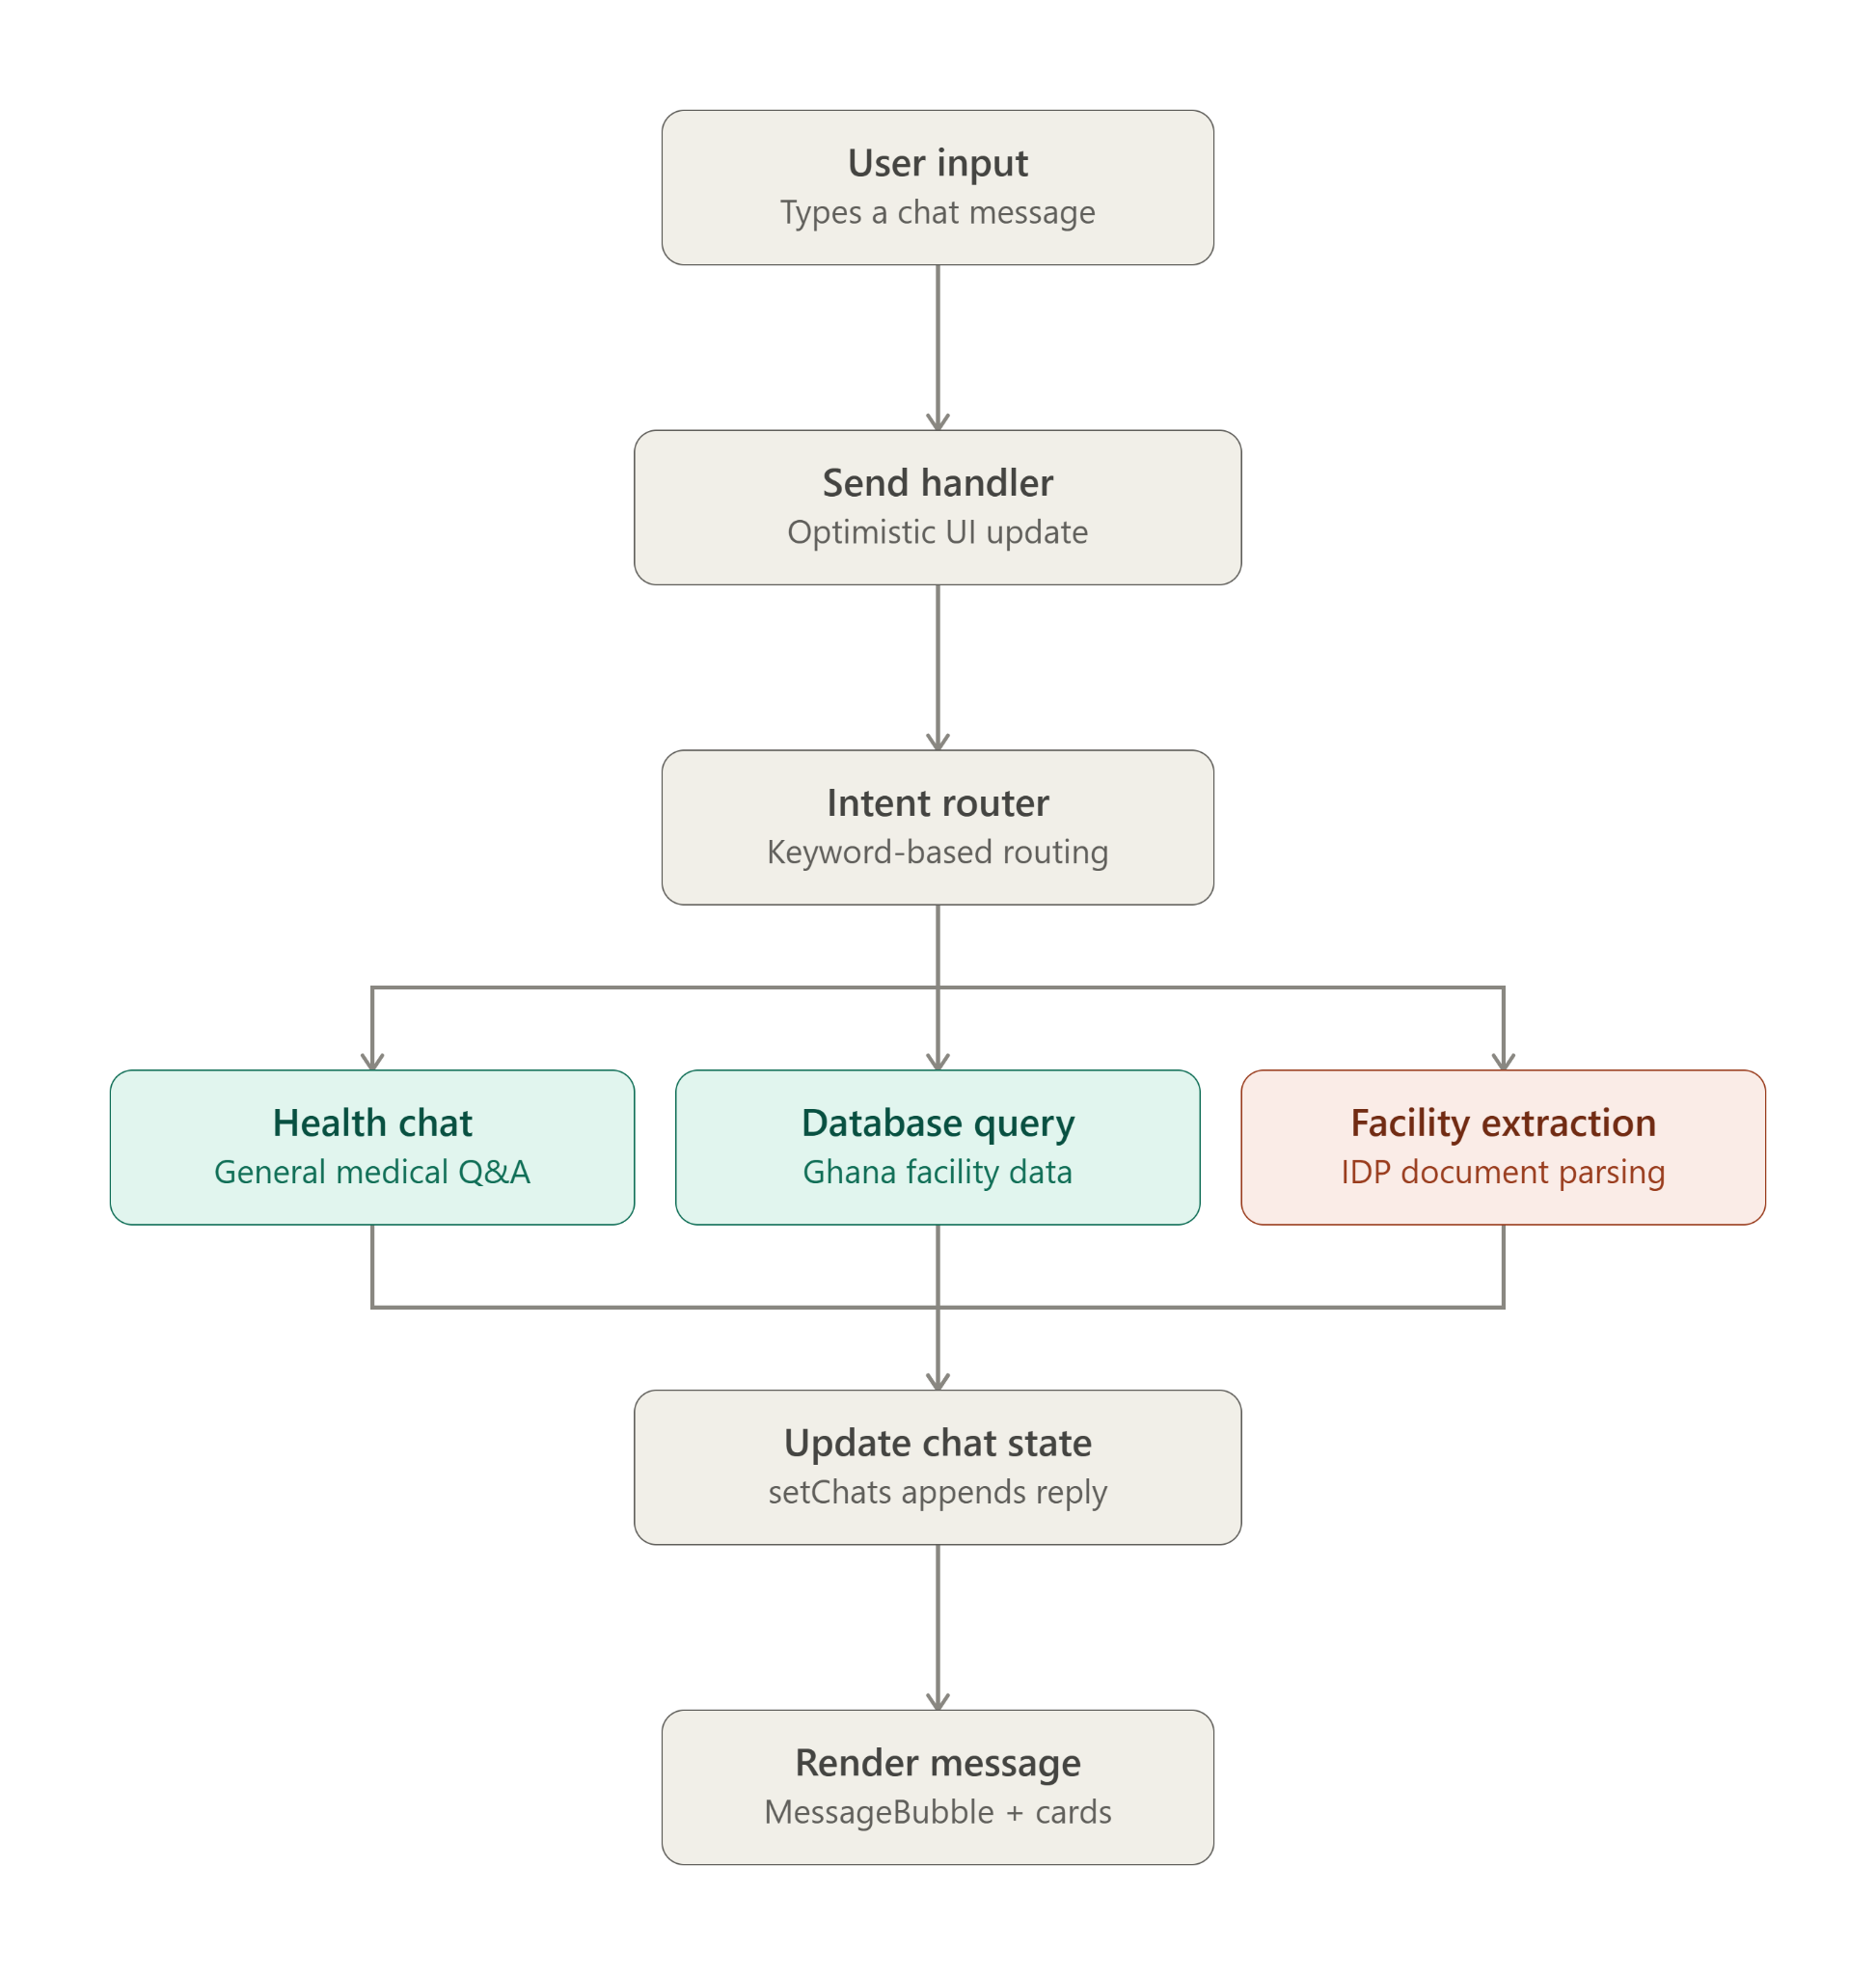 User input
Types a chat message
Send handler
Optimistic UI update
Intent router
Keyword-based routing
Health chat
General medical Q&A
Database query
Ghana facility data
Facility extraction
IDP document parsing
Update chat state
setChats appends reply
Render message
MessageBubble + cards